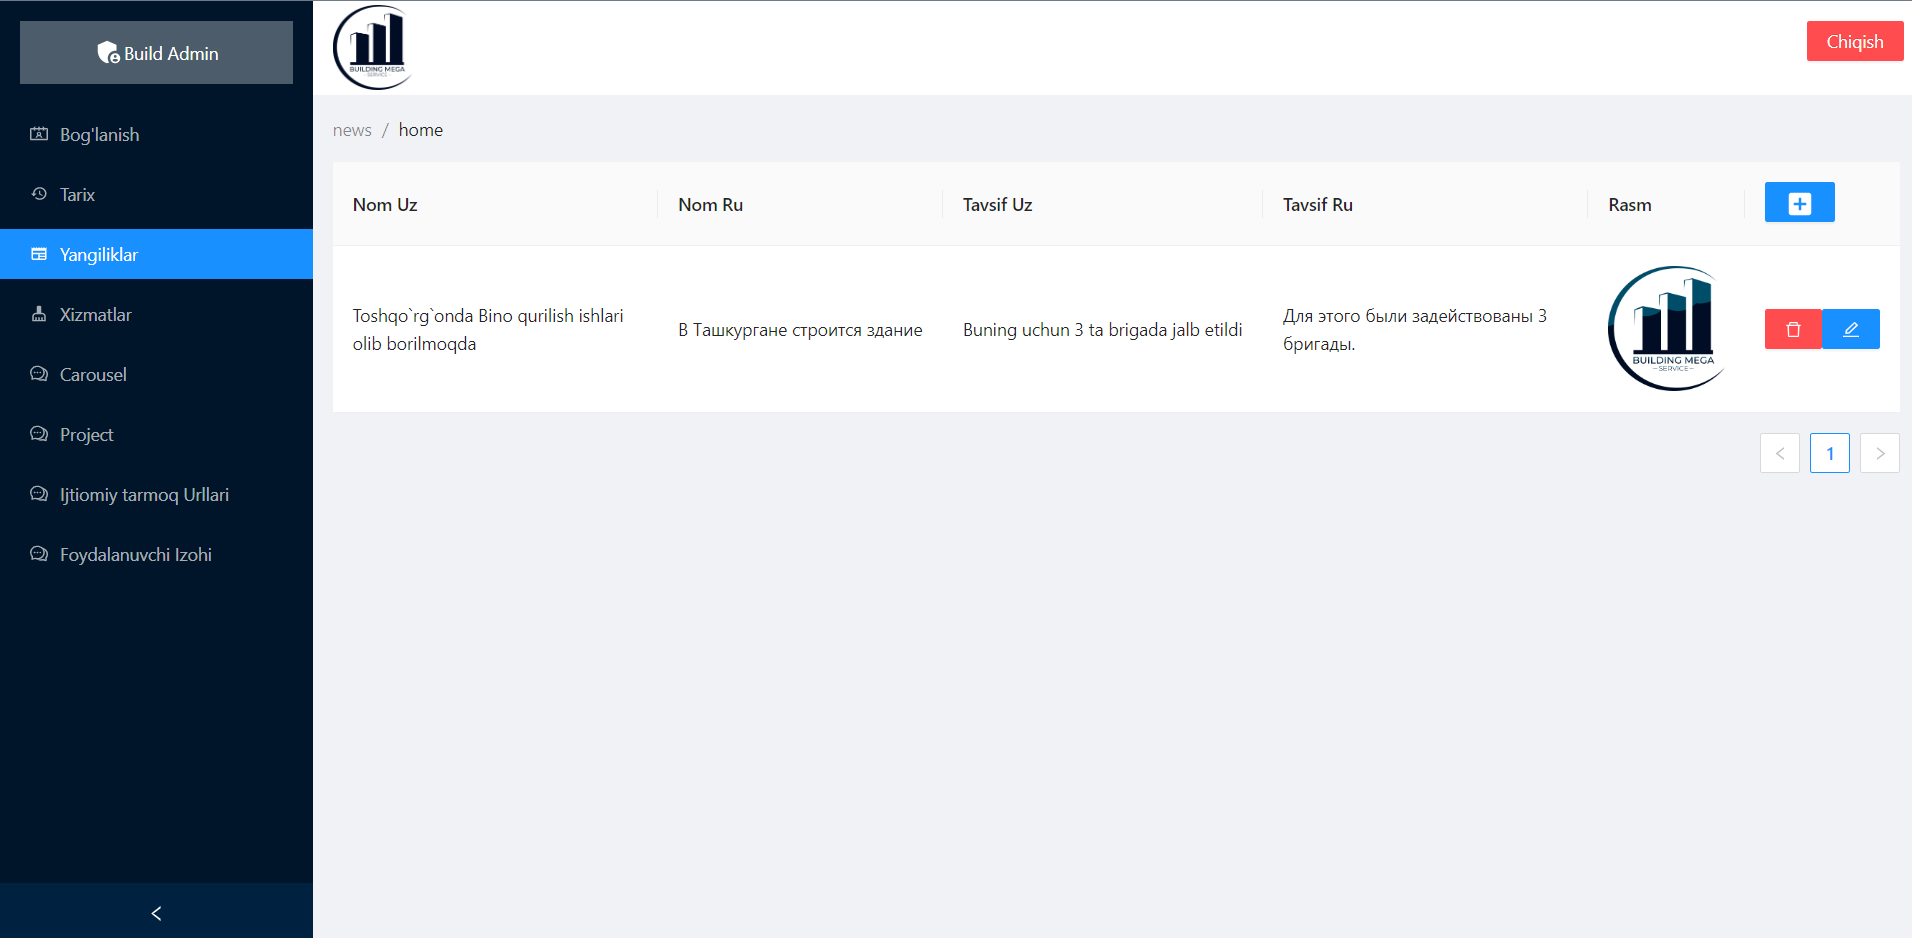 Build Admin
Bog'lanish
Tarix
Yangiliklar
Xizmatlar
Carousel
Project
Ijtiomiy tarmoq Urllari
Foydalanuvchi Izohi
BUILDING MEGA
SERVICE
Chiqish
news / home
Nom Uz
Nom Ru
Tavsif Uz
Tavsif Ru
Rasm
Toshqo`rg`onda Bino qurilish ishlari
olib borilmoqda
В Ташкургане строится здание
Buning uchun 3 ta brigada jalb etildi
Для этого были задействованы 3
бригады.
BUILDING MEGA
–SERVICE–
< 1 >